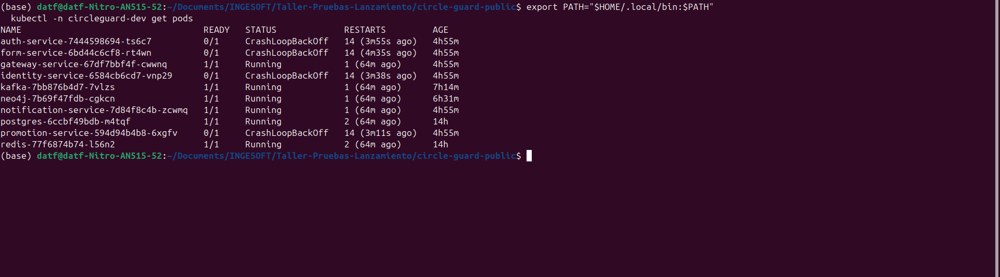 (base) datf@datf-Nitro-AN515-52:~/Documents/INGESOFT/Taller-Pruebas-Lanzamiento/circle-guard-public$ export PATH="$HOME/.local/bin:$PATH"
  kubectl -n circleguard-dev get pods
NAME                                   READY   STATUS             RESTARTS         AGE
auth-service-7444598694-ts6c7          0/1     CrashLoopBackOff   14 (3m55s ago)   4h55m
form-service-6bd44c6cf8-rt4wn          0/1     CrashLoopBackOff   14 (4m35s ago)   4h55m
gateway-service-67df7bbf4f-cwwnq       1/1     Running            1 (64m ago)      4h55m
identity-service-6584cb6cd7-vnp29      0/1     CrashLoopBackOff   14 (3m38s ago)   4h55m
kafka-7bb876b4d7-7vlzs                 1/1     Running            1 (64m ago)      7h14m
neo4j-7b69f47fdb-cgkcn                 1/1     Running            1 (64m ago)      6h31m
notification-service-7d84f8c4b-zcwmq   1/1     Running            1 (64m ago)      4h55m
postgres-6ccbf49bdb-m4tqf              1/1     Running            2 (64m ago)      14h
promotion-service-594d94b4b8-6xgfv     0/1     CrashLoopBackOff   14 (3m11s ago)   4h55m
redis-77f6874b74-l56n2                 1/1     Running            2 (64m ago)      14h
(base) datf@datf-Nitro-AN515-52:~/Documents/INGESOFT/Taller-Pruebas-Lanzamiento/circle-guard-public$